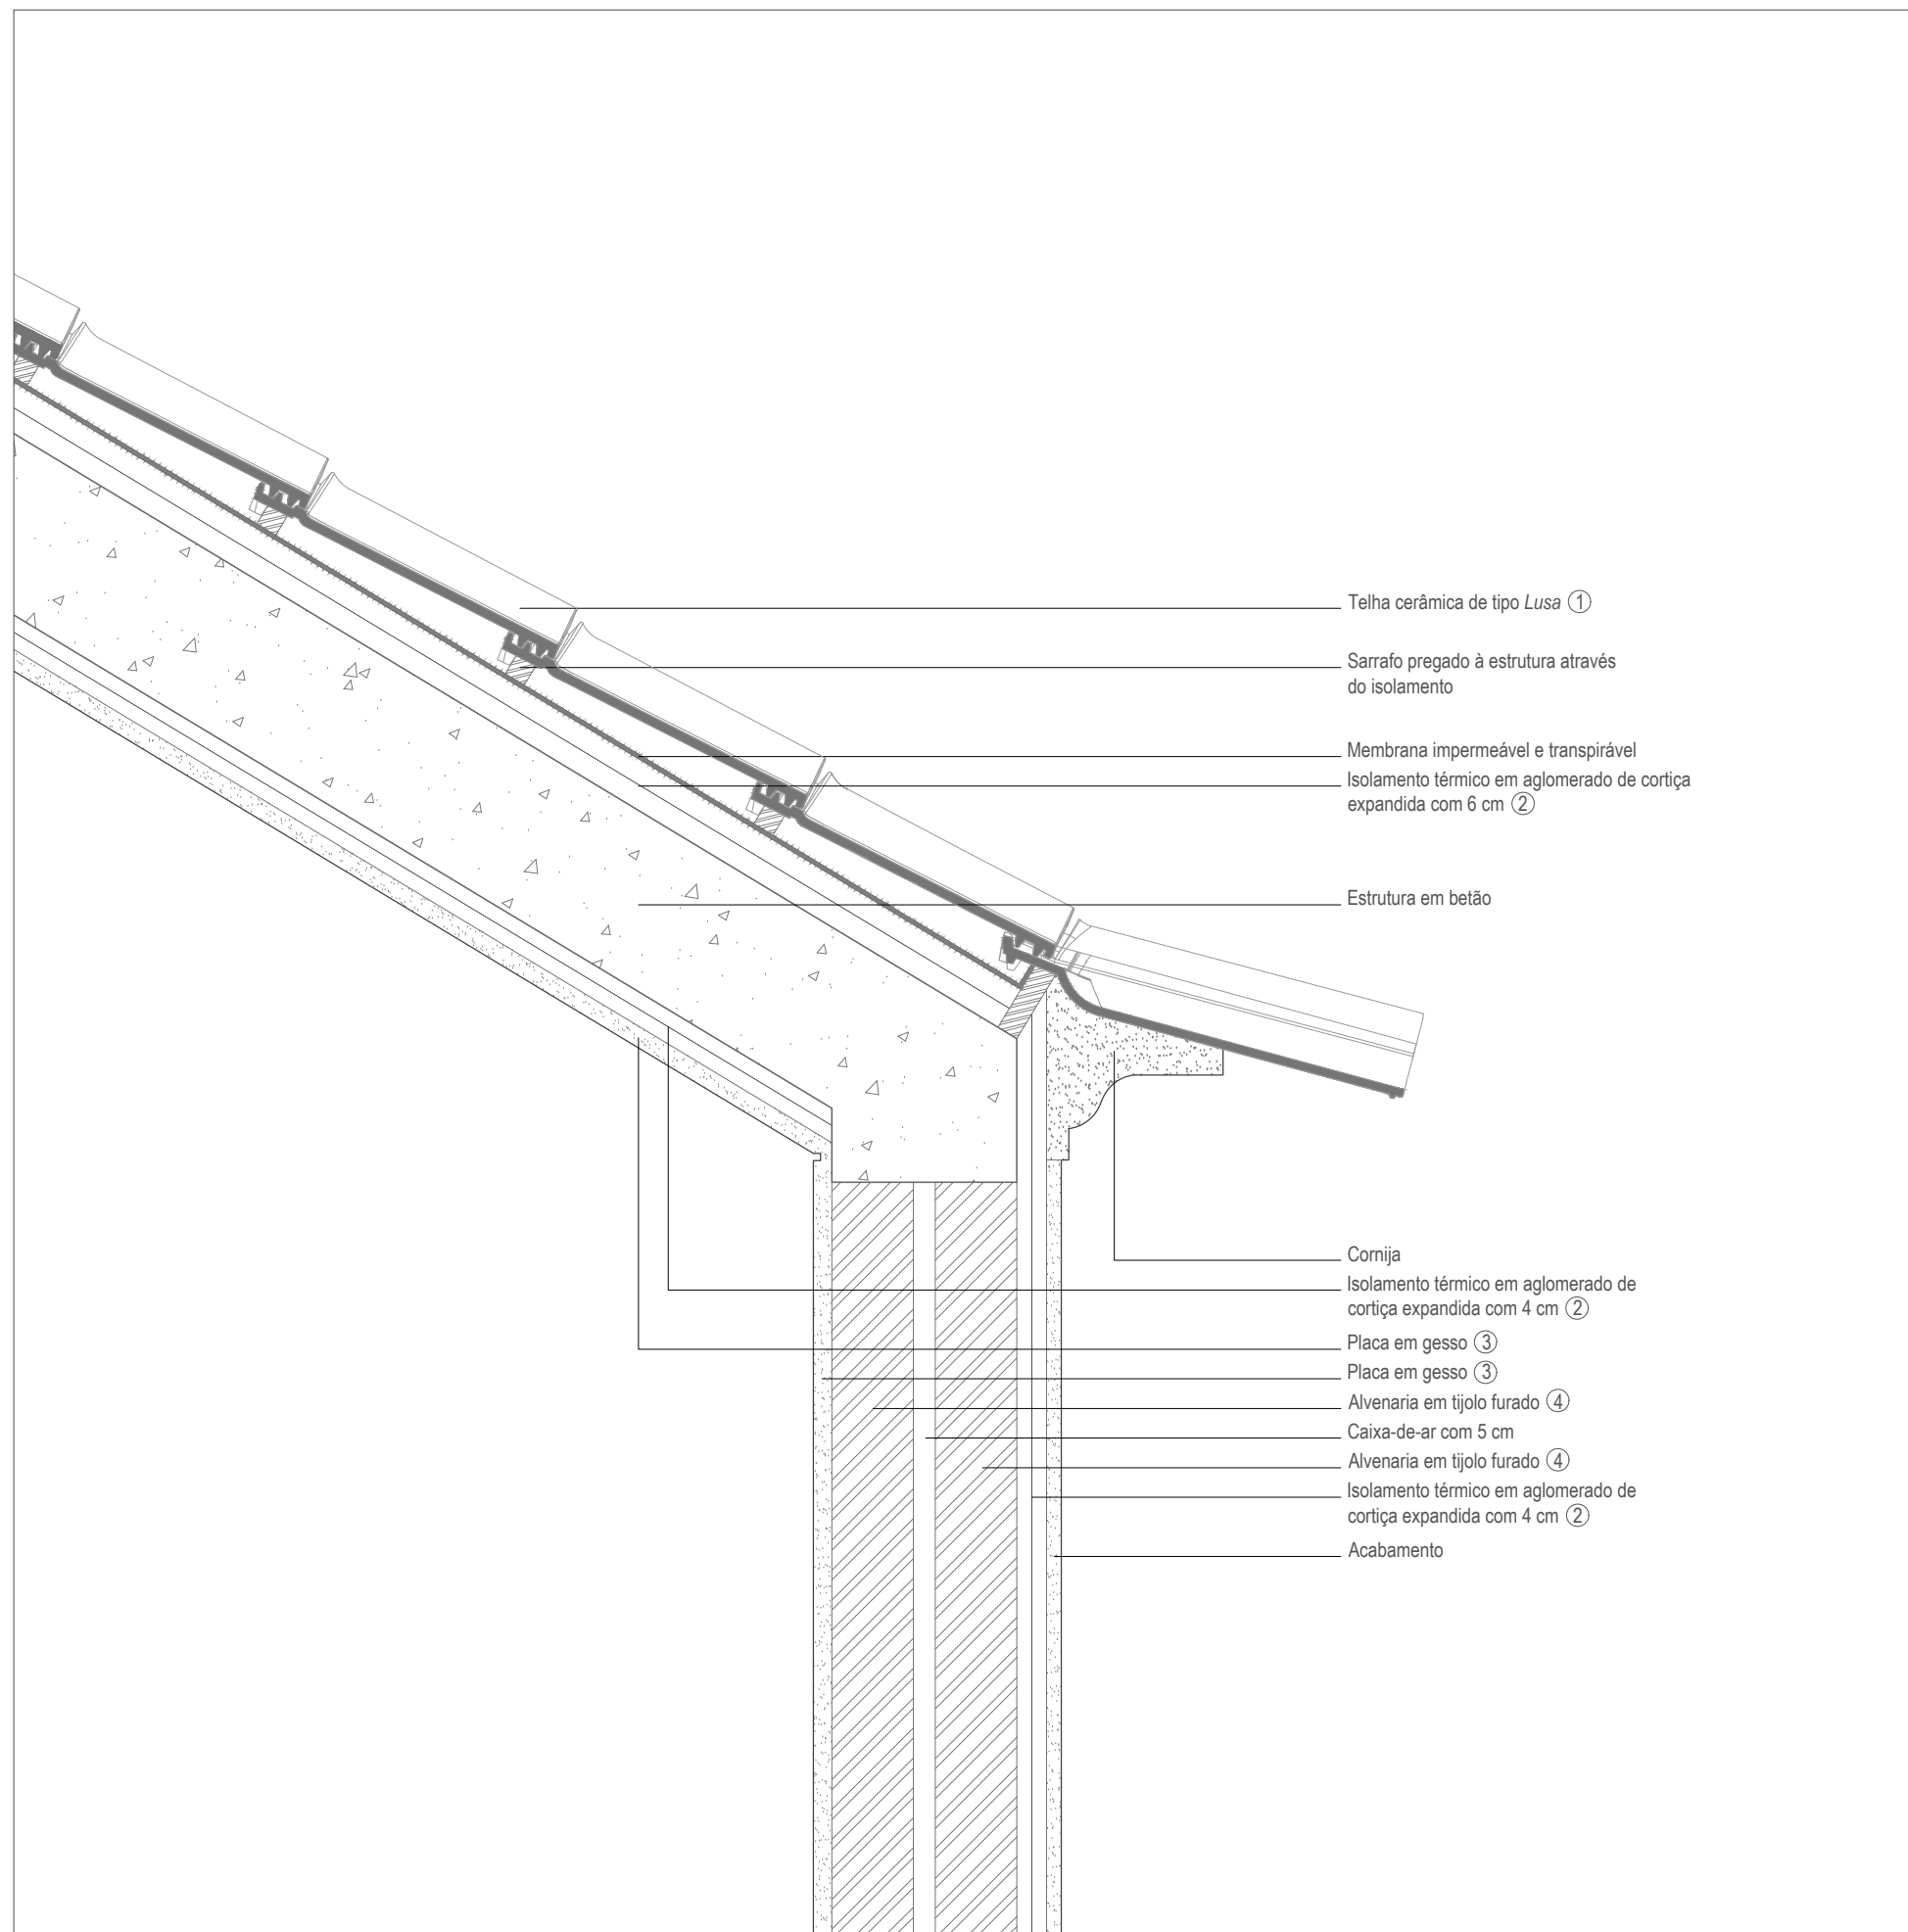 Telha cerâmica de tipo Lusa ①
Sarrafo pregado à estrutura através
do isolamento
Membrana impermeável e transpirável
Isolamento térmico em aglomerado de cortiça
expandida com 6 cm ②
Estrutura em betão
Cornija
Isolamento térmico em aglomerado de
cortiça expandida com 4 cm ②
Placa em gesso ③
Placa em gesso ③
Alvenaria em tijolo furado ④
Caixa-de-ar com 5 cm
Alvenaria em tijolo furado ④
Isolamento térmico em aglomerado de
cortiça expandida com 4 cm ②
Acabamento